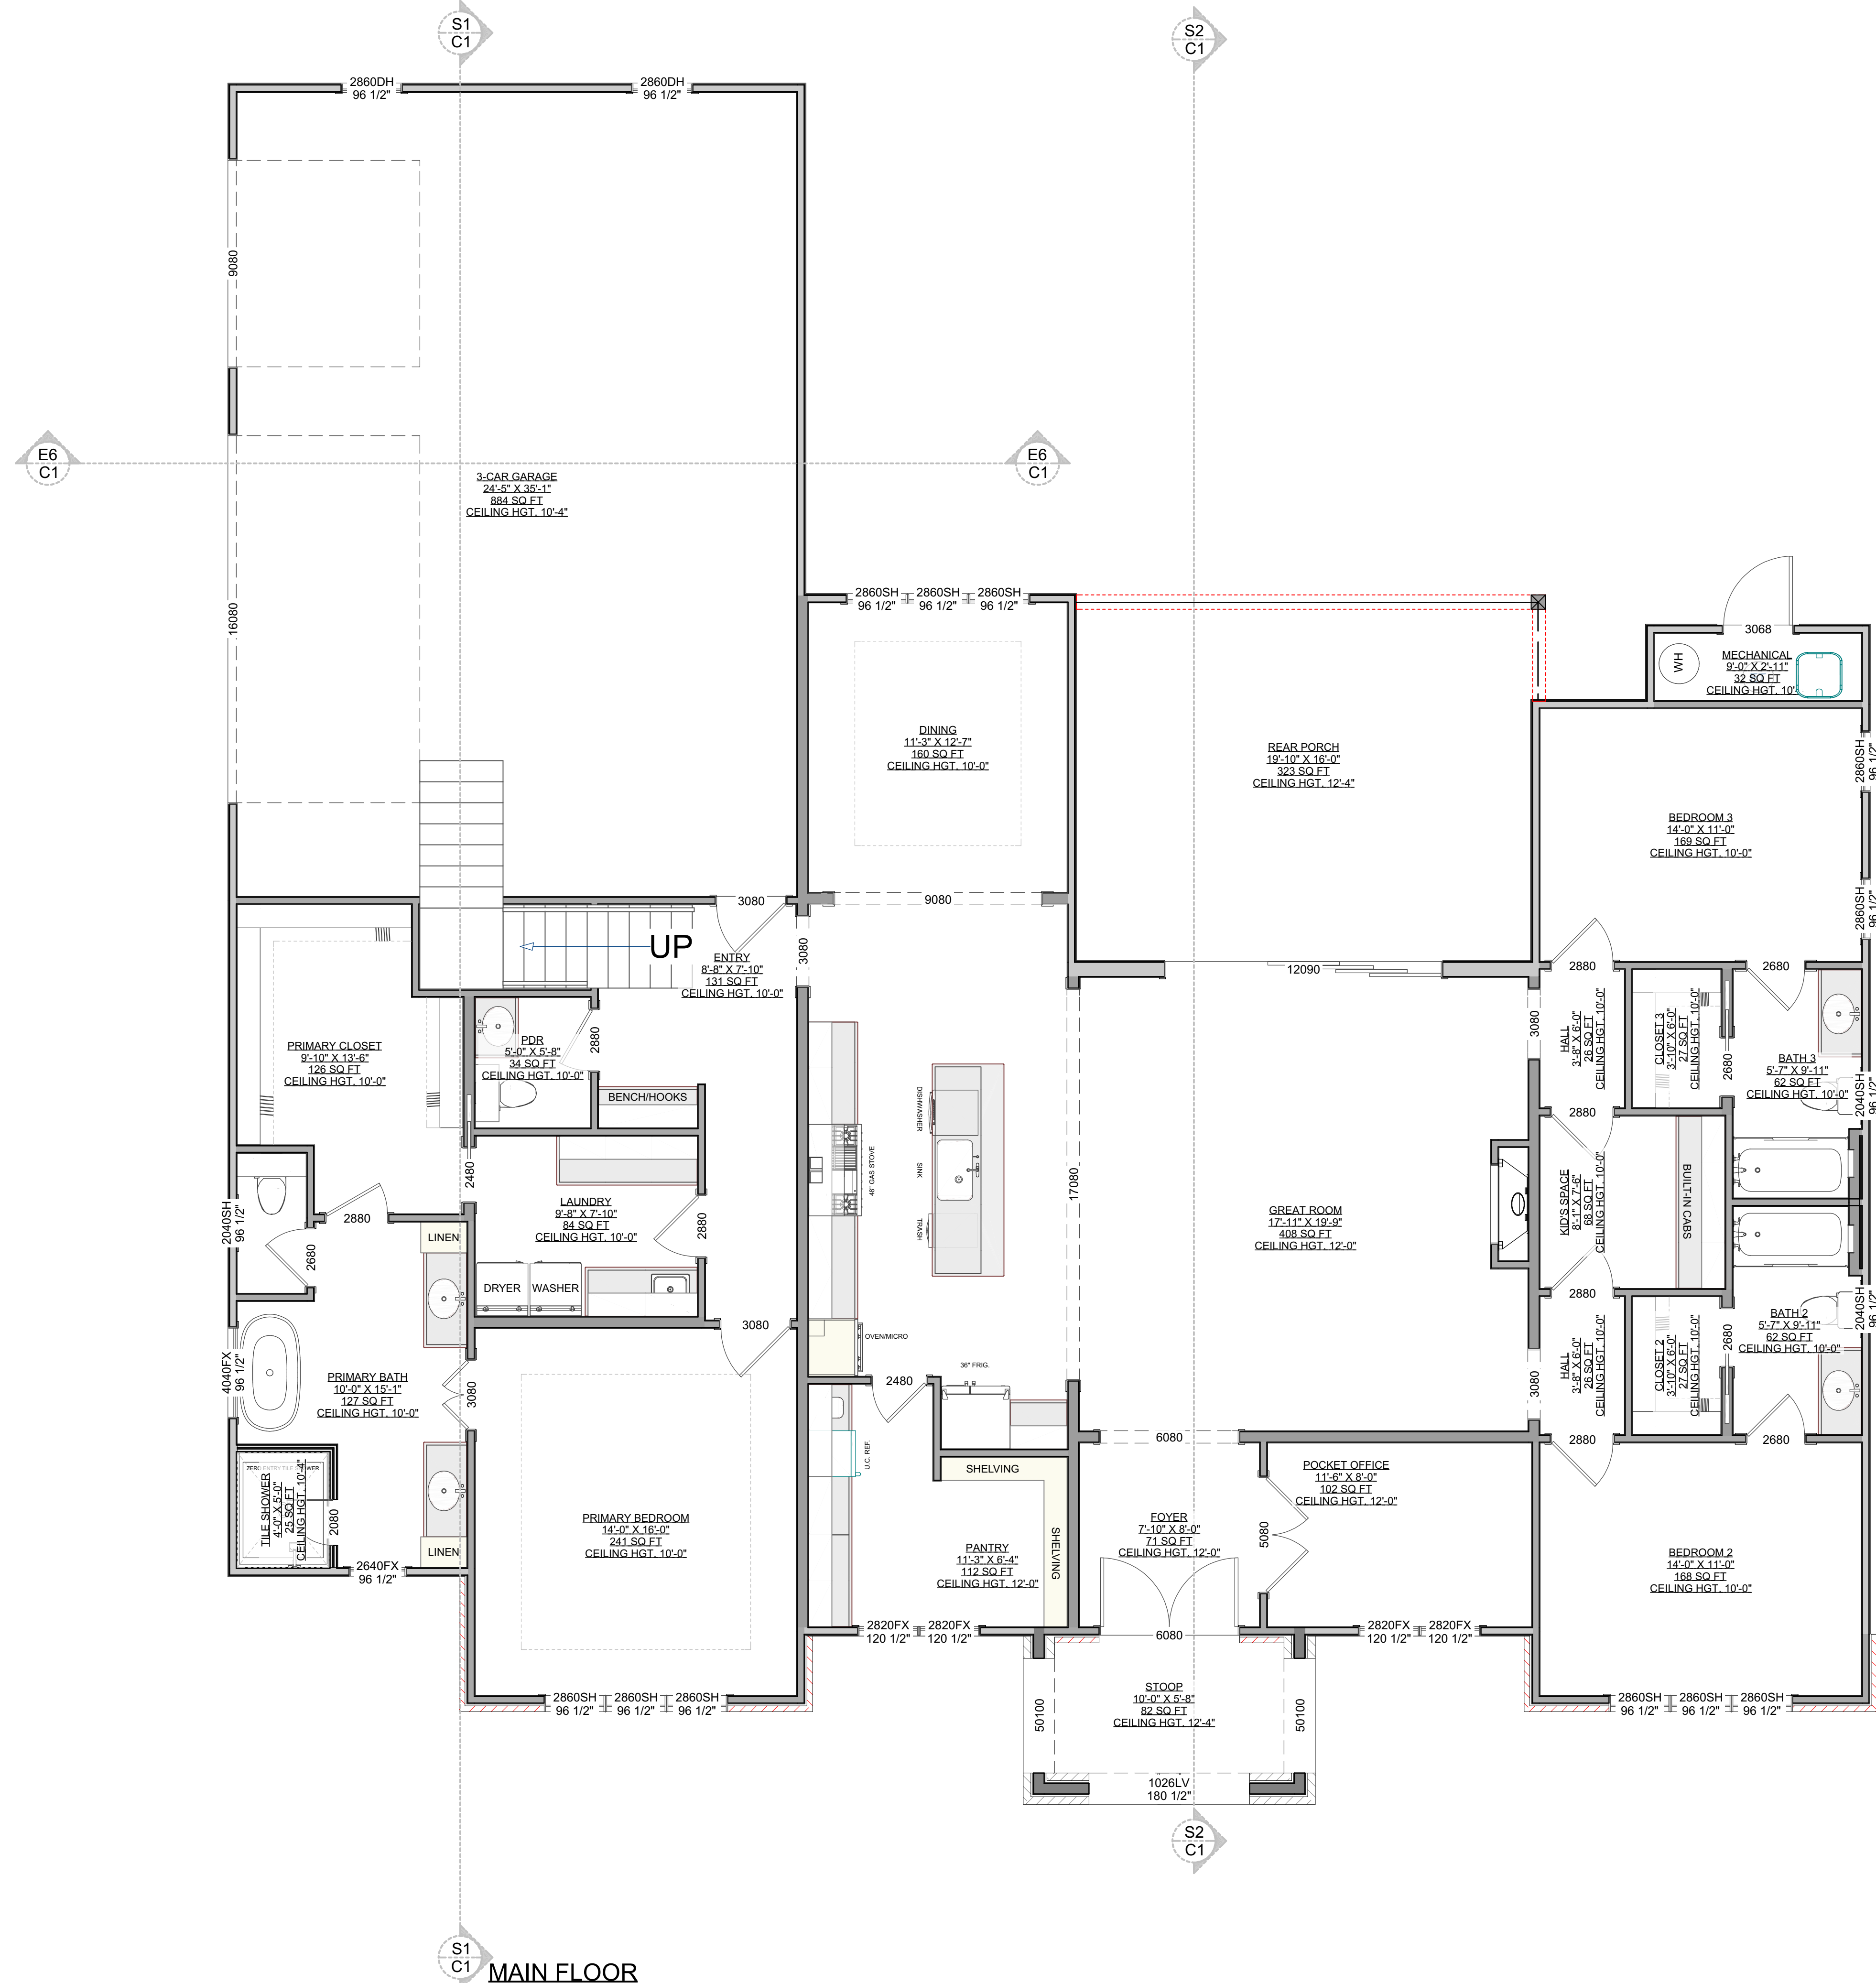 S1
C1
S2
C1
2860DH
96 1/2"
2860DH
96 1/2"
9080
E6
C1
E6
C1
3-CAR GARAGE
24'-5" X 35'-1"
884 SQ FT
CEILING HGT. 10'-4"
16080
2860SH
96 1/2"
2860SH
96 1/2"
2860SH
96 1/2"
3068
HW
MECHANICAL
9'-0" X 2'-11"
32 SQ FT
CEILING HGT. 10'-
DINING
11'-3" X 12'-7"
160 SQ FT
CEILING HGT. 10'-0"
REAR PORCH
19'-10" X 16'-0"
323 SQ FT
CEILING HGT. 12'-4"
2860SH
96 1/2"
BEDROOM 3
14'-0" X 11'-0"
169 SQ FT
CEILING HGT. 10'-0"
2860SH
96 1/2"
3080
9080
UP
ENTRY
8'-8" X 7'-10"
131 SQ FT
CEILING HGT. 10'-0"
3080
12090
2880
2680
PRIMARY CLOSET
9'-10" X 13'-6"
126 SQ FT
CEILING HGT. 10'-0"
PDR
5'-0" X 5'-8"
34 SQ FT
CEILING HGT. 10'-0"
2880
BENCH/HOOKS
DISHWASHER
SINK
TRASH
48" GAS STOVE
3080
HALL
3'-8" X 6'-0"
26 SQ FT
CEILING HGT. 10'-0"
CLOSET 3
3'-10" X 6'-0"
27 SQ FT
CEILING HGT. 10'-0"
2680
BATH 3
5'-7" X 9'-11"
62 SQ FT
CEILING HGT. 10'-0"
2040SH
96 1/2"
2880
2480
17080
KID'S SPACE
8'-1" X 7'-6"
68 SQ FT
CEILING HGT. 10'-0"
BUILT-IN CABS
2040SH
96 1/2"
2880
2680
LINEN
LAUNDRY
9'-8" X 7'-10"
84 SQ FT
CEILING HGT. 10'-0"
2880
DRYER
WASHER
GREAT ROOM
17'-11" X 19'-9"
408 SQ FT
CEILING HGT. 12'-0"
2880
3080
OVEN/MICRO
36" FRIG.
2480
4040FX
96 1/2"
PRIMARY BATH
10'-0" X 15'-1"
127 SQ FT
CEILING HGT. 10'-0"
3080
3080
HALL
3'-8" X 6'-0"
26 SQ FT
CEILING HGT. 10'-0"
CLOSET 2
3'-10" X 6'-0"
27 SQ FT
CEILING HGT. 10'-0"
2680
BATH 2
5'-7" X 9'-11"
62 SQ FT
CEILING HGT. 10'-0"
2040SH
96 1/2"
2880
2680
U.C. REF.
6080
SHELVING
SHELVING
POCKET OFFICE
11'-6" X 8'-0"
102 SQ FT
CEILING HGT. 12'-0"
5080
TILE SHOWER
4'-0" X 5'-0"
25 SQ FT
CEILING HGT. 10'-4"
2080
LINEN
2640FX
96 1/2"
PRIMARY BEDROOM
14'-0" X 16'-0"
241 SQ FT
CEILING HGT. 10'-0"
PANTRY
11'-3" X 6'-4"
112 SQ FT
CEILING HGT. 12'-0"
FOYER
7'-10" X 8'-0"
71 SQ FT
CEILING HGT. 12'-0"
BEDROOM 2
14'-0" X 11'-0"
168 SQ FT
CEILING HGT. 10'-0"
2820FX
120 1/2"
2820FX
120 1/2"
6080
2820FX
120 1/2"
2820FX
120 1/2"
2860SH
96 1/2"
2860SH
96 1/2"
2860SH
96 1/2"
50100
STOOP
10'-0" X 5'-8"
82 SQ FT
CEILING HGT. 12'-4"
50100
2860SH
96 1/2"
2860SH
96 1/2"
2860SH
96 1/2"
1026LV
180 1/2"
S2
C1
S1
C1
MAIN FLOOR